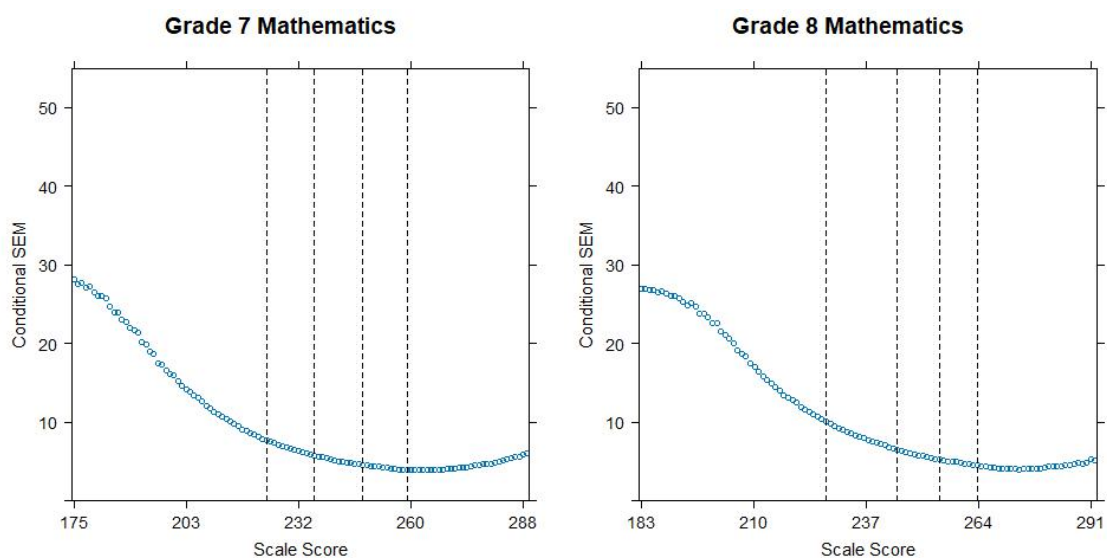 Grade 7 Mathematics
50
40
30
20
10
Conditional SEM
175 203 232 260 288
Scale Score
Grade 8 Mathematics
50
40
30
20
10
Conditional SEM
183 210 237 264 291
Scale Score